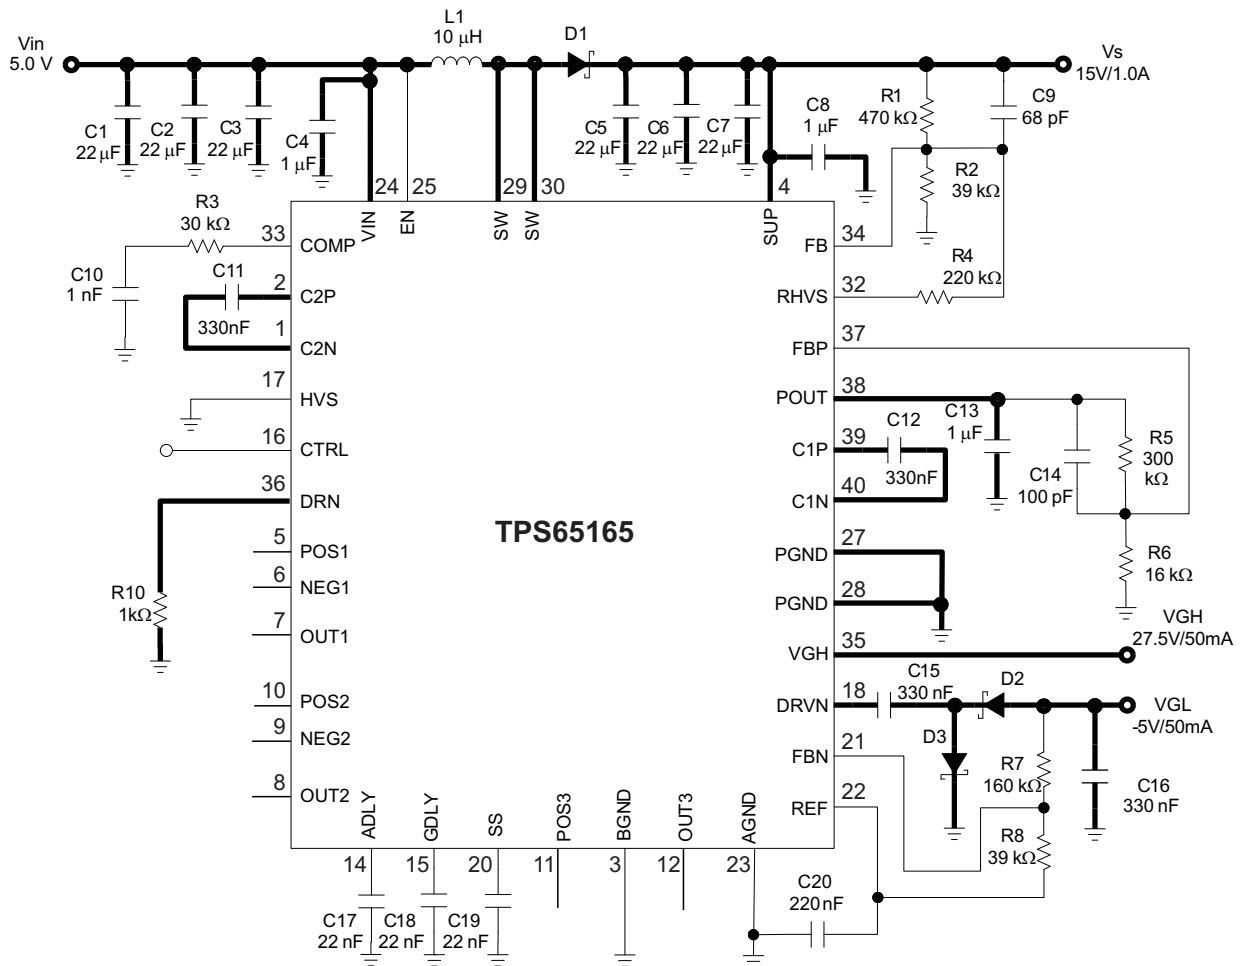 L1
10 μH
D1
Vin
5.0 V
Vs
15V/1.0A
C1
22 μF
C2
22 μF
C3
22 μF
C4
1 μF
C5
22 μF
C6
22 μF
C7
22 μF
C8
1 μF
R1
470 kΩ
C9
68 pF
R2
39 kΩ
24
25
29
30
4
VIN
EN
SW
SW
SUP
R3
30 kΩ
33
COMP
C10
1 nF
C11
330nF
2
C2P
1
C2N
17
HVS
16
CTRL
36
DRN
R10
1kΩ
5
POS1
6
NEG1
7
OUT1
10
POS2
9
NEG2
8
OUT2
TPS65165
34
FB
R4
220 kΩ
32
RHVS
37
FBP
38
POUT
C13
1 μF
C12
330nF
39
C1P
40
C1N
C14
100 pF
R5
300
kΩ
R6
16 kΩ
27
PGND
28
PGND
35
VGH
VGH
27.5V/50mA
C15
330 nF
18
DRVN
D2
VGL
-5V/50mA
D3
21
FBN
R7
160 kΩ
C16
330 nF
22
REF
R8
39 kΩ
ADLY
GDLY
SS
POS3
BGND
OUT3
AGND
14
15
20
11
3
12
23
C17
22 nF
C18
22 nF
C19
22 nF
C20
220 nF